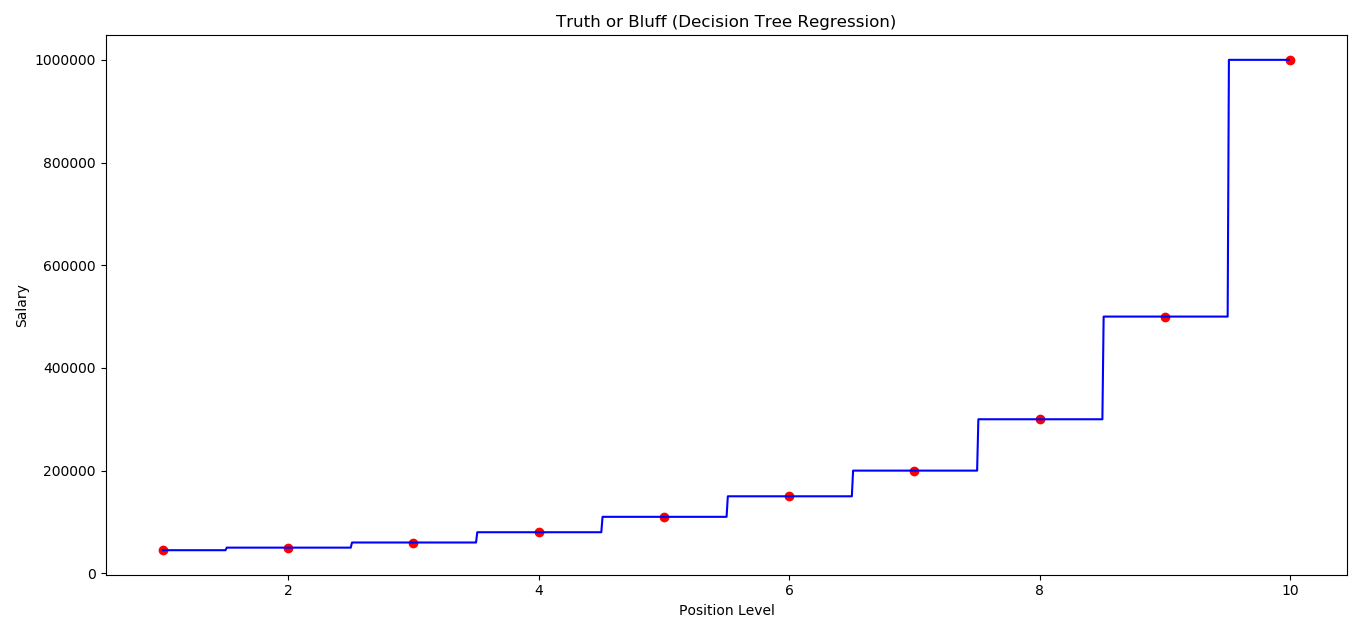 Truth or Bluff (Decision Tree Regression)
1000000
800000
600000
400000
200000
0
Salary
2 4 6 8 10
Position Level